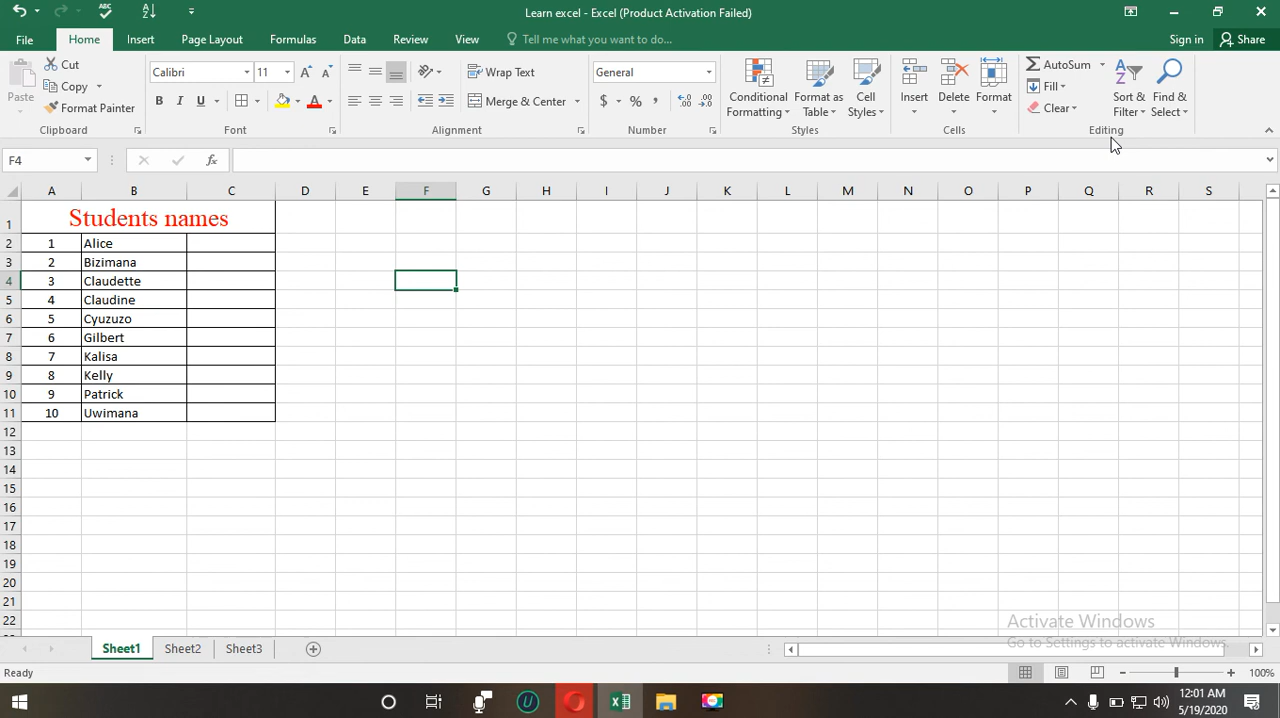 Learn excel - Excel (Product Activation Failed)
File Home Insert Page Layout Formulas Data Review View Tell me what you want to do... Sign in Share
Paste Cut Copy Format Painter
Clipboard
Calibri 11 A A
B I U A
Font
Wrap Text
Merge & Center
Alignment
General
$ % ,
Number
Conditional Formatting
Format as Table
Cell Styles
Styles
Insert Delete Format
Cells
AutoSum
Fill
Clear
Sort & Filter
Find & Select
Editing
F4 fx
A B C D E F G H I J K L M N O P Q R S
1 Students names
2 1 Alice
3 2 Bizimana
4 3 Claudette
5 4 Claudine
6 5 Cyuzuzo
7 6 Gilbert
8 7 Kalisa
9 8 Kelly
10 9 Patrick
11 10 Uwimana
12
13
14
15
16
17
18
19
20
21
22
Activate Windows
Go to Settings to activate Windows.
Sheet1 Sheet2 Sheet3
Ready 100%
12:01 AM
5/19/2020